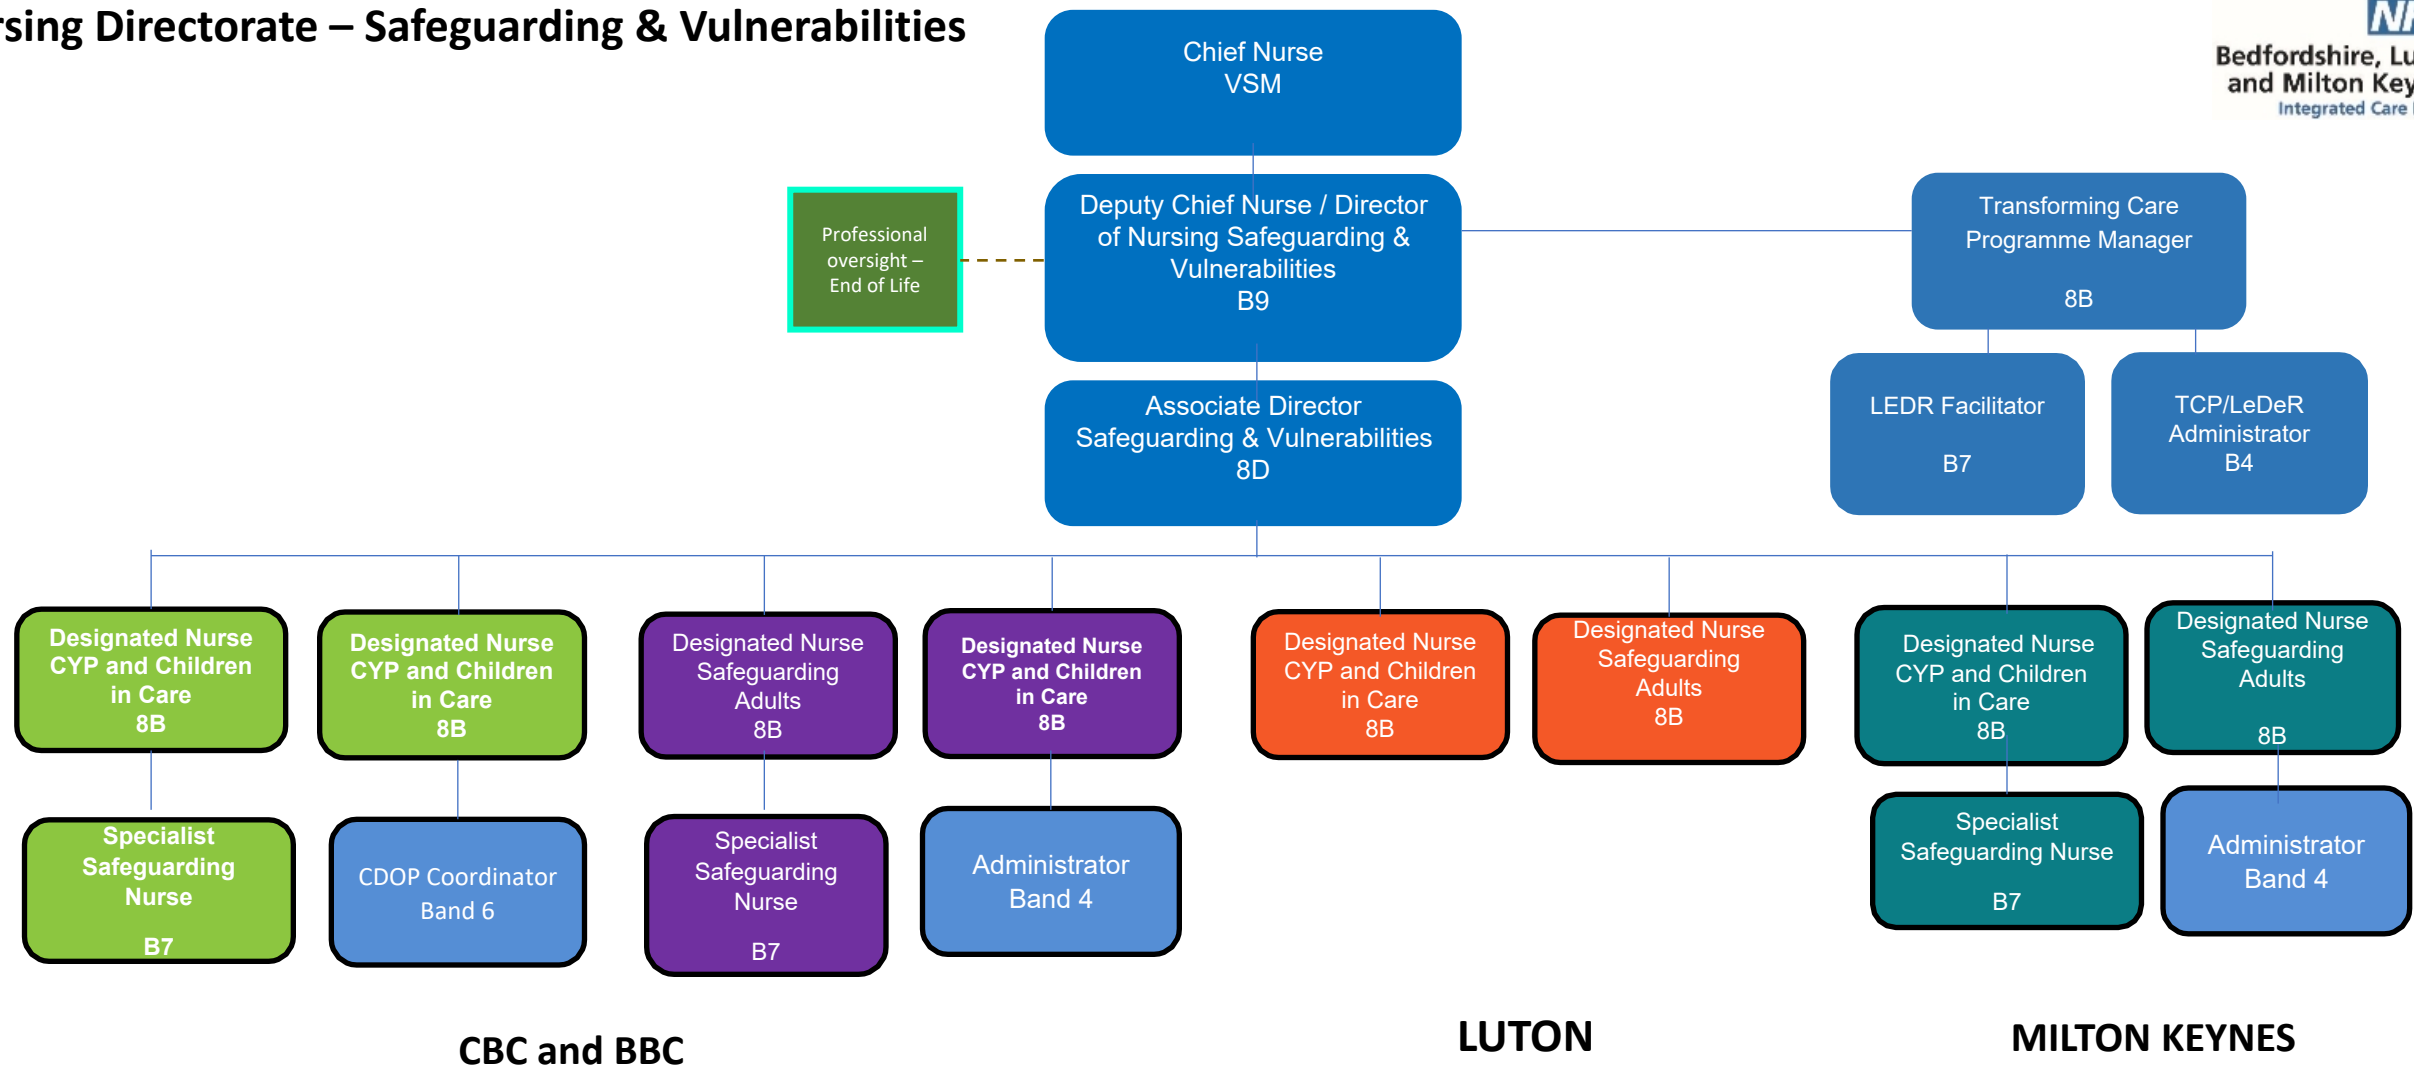 rsing Directorate – Safeguarding & Vulnerabilities
Bedfordshire, Lu
and Milton Key
Integrated Care
Chief Nurse
VSM
Professional
oversight –
End of Life
Deputy Chief Nurse / Director
of Nursing Safeguarding &
Vulnerabilities
B9
Transforming Care
Programme Manager
8B
Associate Director
Safeguarding & Vulnerabilities
8D
LEDR Facilitator
B7
TCP/LeDeR
Administrator
B4
Designated Nurse
CYP and Children
in Care
8B
Designated Nurse
CYP and Children
in Care
8B
Designated Nurse
Safeguarding
Adults
8B
Designated Nurse
CYP and Children
in Care
8B
Designated Nurse
CYP and Children
in Care
8B
Designated Nurse
Safeguarding
Adults
8B
Designated Nurse
CYP and Children
in Care
8B
Designated Nurse
Safeguarding
Adults
8B
Specialist
Safeguarding
Nurse
B7
CDOP Coordinator
Band 6
Specialist
Safeguarding
Nurse
B7
Administrator
Band 4
Specialist
Safeguarding Nurse
B7
Administrator
Band 4
CBC and BBC
LUTON
MILTON KEYNES